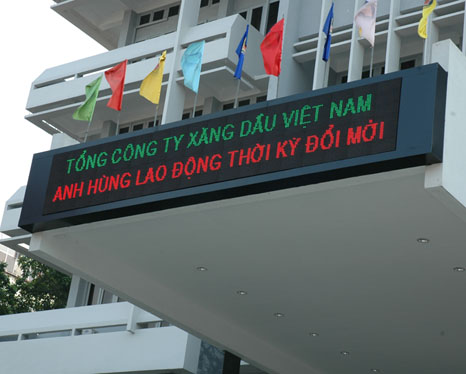 TỔNG CÔNG TY XĂNG DẦU VIỆT NAM
ANH HÙNG LAO ĐỘNG THỜI KỲ ĐỔI MỚI